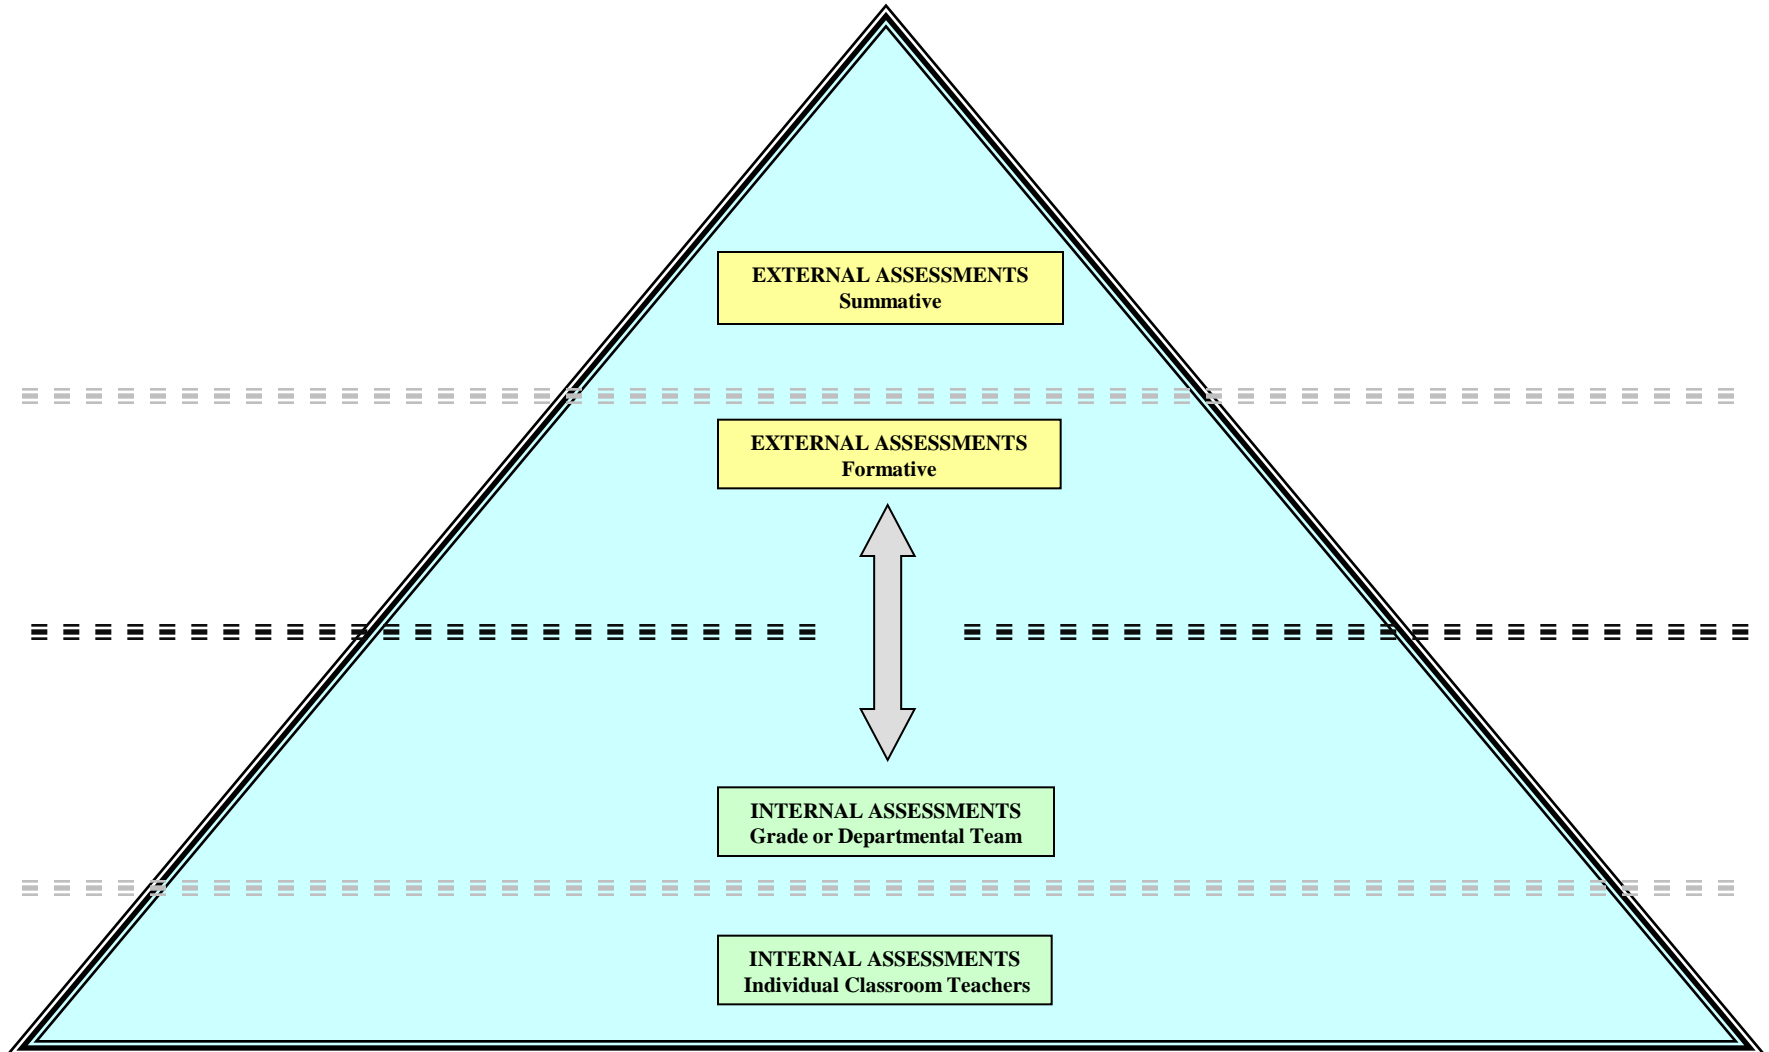 EXTERNAL ASSESSMENTS
Summative
EXTERNAL ASSESSMENTS
Formative
INTERNAL ASSESSMENTS
Grade or Departmental Team
INTERNAL ASSESSMENTS
Individual Classroom Teachers